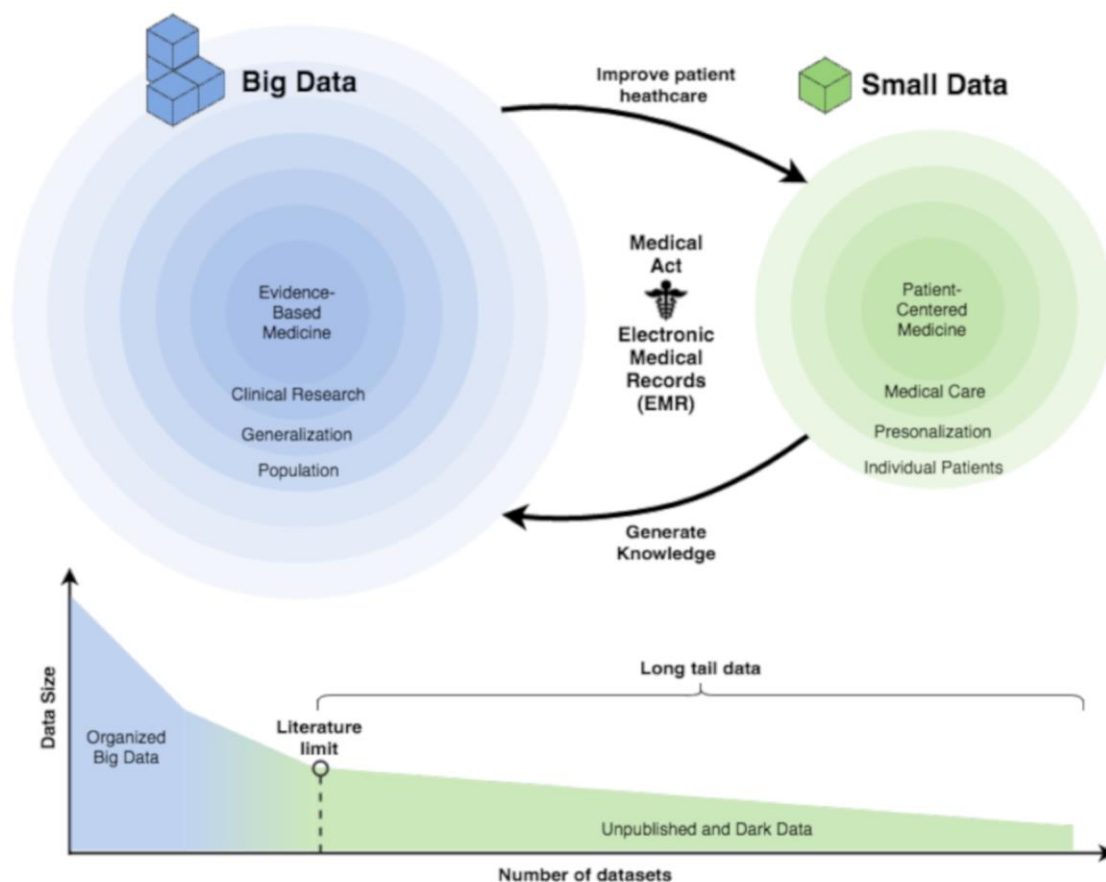 Big Data
Improve patient
heathcare
Small Data
Medical
Act
Electronic
Medical
Records
(EMR)
Evidence-
Based
Medicine
Clinical Research
Generalization
Population
Patient-
Centered
Medicine
Medical Care
Presonalization
Individual Patients
Generate
Knowledge
Data Size
Organized
Big Data
Literature
limit
Long tail data
Unpublished and Dark Data
Number of datasets